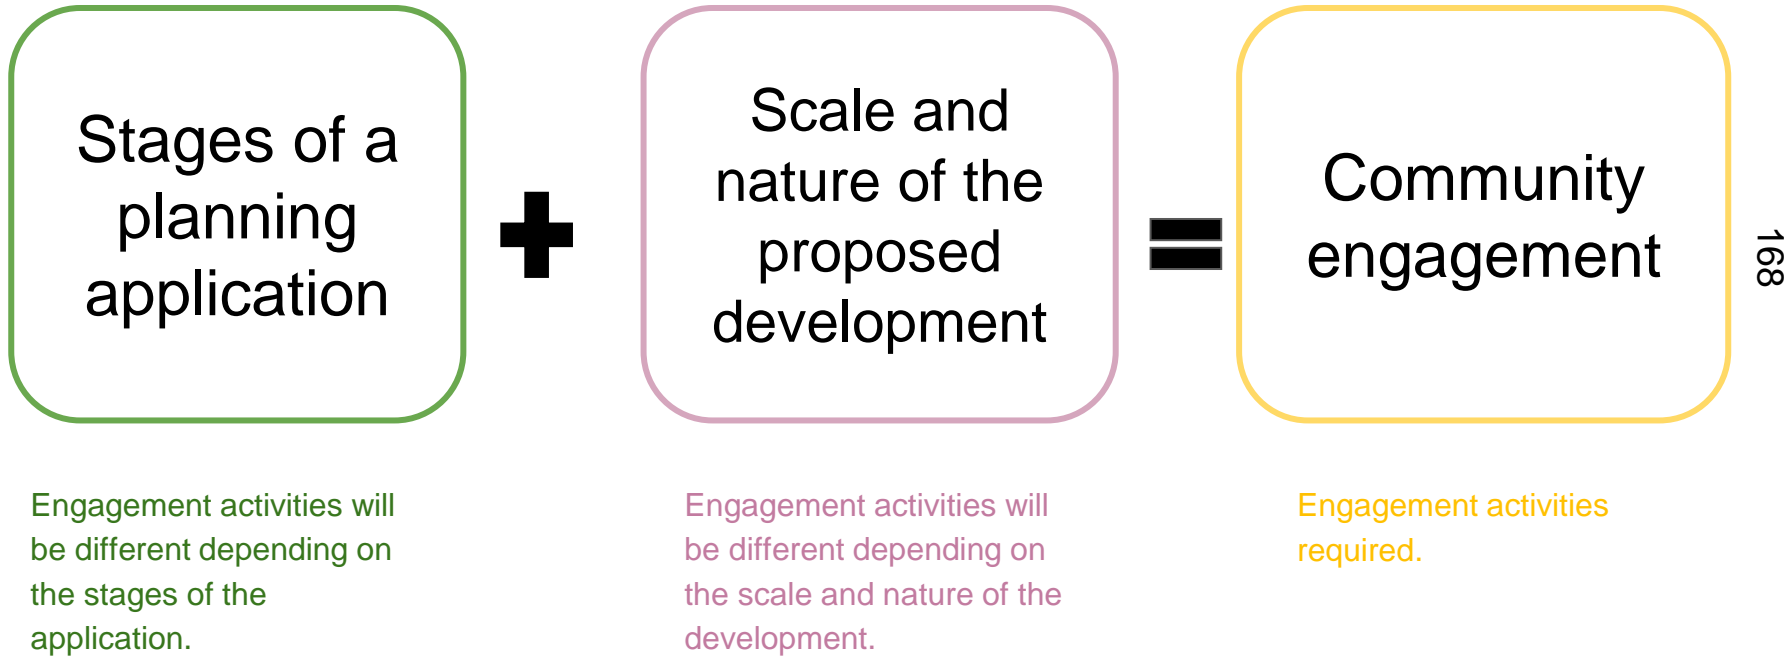 Stages of a
planning
application
Scale and
nature of the
proposed
development
Community
engagement
Engagement activities will
be different depending on
the stages of the
application.
Engagement activities will
be different depending on
the scale and nature of the
development.
Engagement activities
required.
168